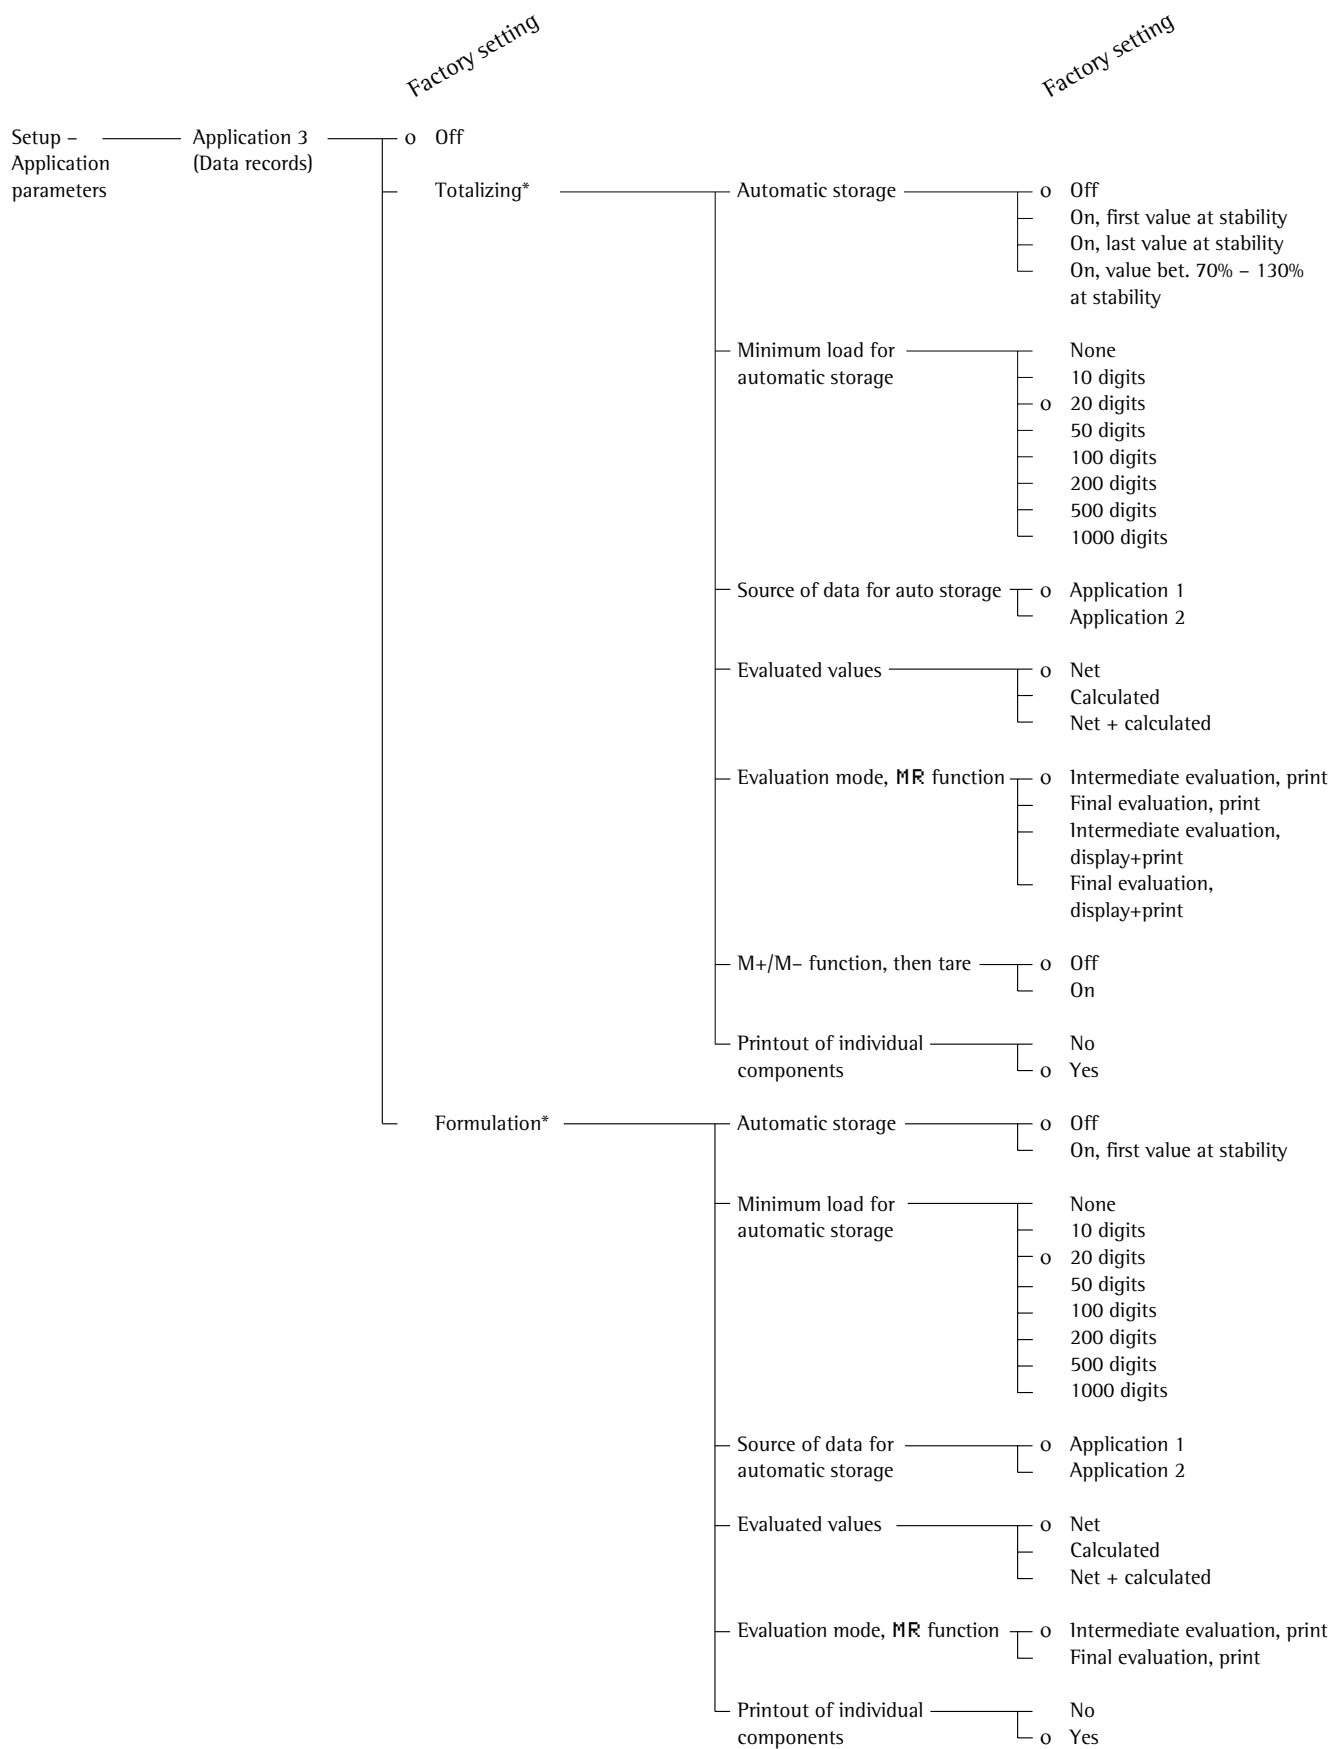 Factory setting
Factory setting
Setup – Application 3 o Off
Application (Data records)
parameters
Totalizing* Automatic storage o Off
On, first value at stability
On, last value at stability
On, value bet. 70% – 130%
at stability
Minimum load for None
automatic storage 10 digits
o 20 digits
50 digits
100 digits
200 digits
500 digits
1000 digits
Source of data for auto storage o Application 1
Application 2
Evaluated values o Net
Calculated
Net + calculated
Evaluation mode, MR function o Intermediate evaluation, print
Final evaluation, print
Intermediate evaluation,
display+print
Final evaluation,
display+print
M+/M– function, then tare o Off
On
Printout of individual No
components o Yes
Formulation* Automatic storage o Off
On, first value at stability
Minimum load for None
automatic storage 10 digits
o 20 digits
50 digits
100 digits
200 digits
500 digits
1000 digits
Source of data for o Application 1
automatic storage Application 2
Evaluated values o Net
Calculated
Net + calculated
Evaluation mode, MR function o Intermediate evaluation, print
Final evaluation, print
Printout of individual No
components o Yes